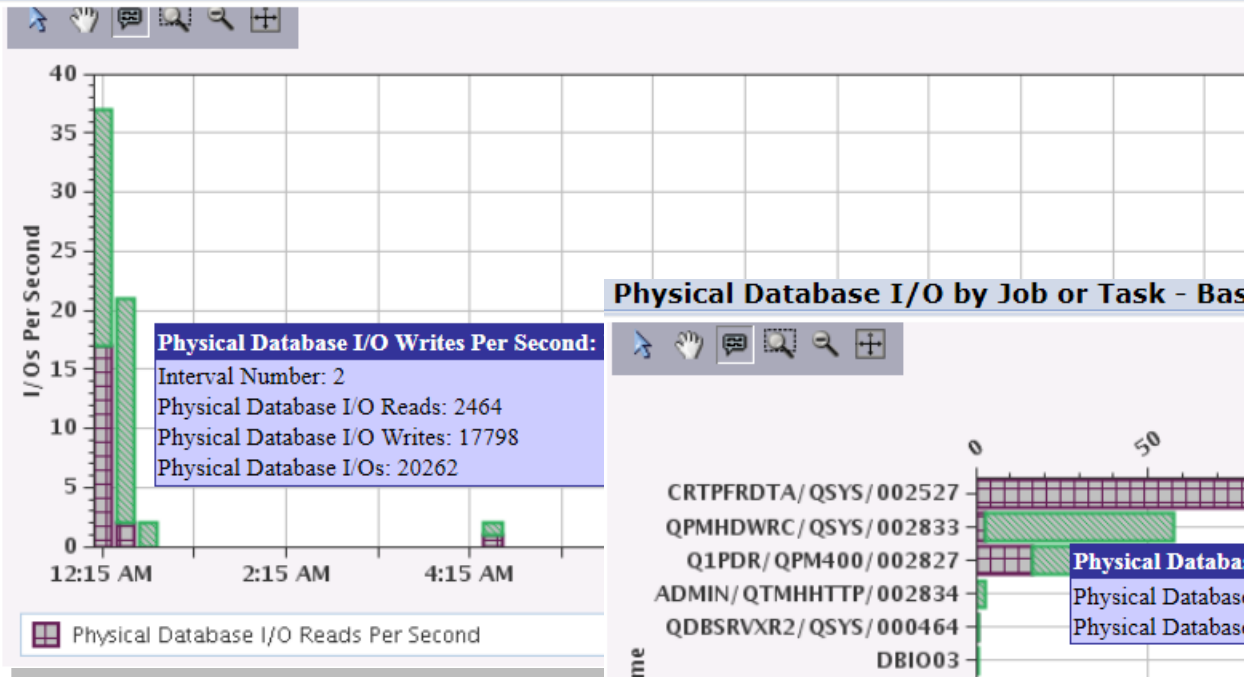 40
35
30
25
20
15
10
5
0
I/Os Per Second
12:15 AM
2:15 AM
4:15 AM
Physical Database I/O Writes Per Second:
Interval Number: 2
Physical Database I/O Reads: 2464
Physical Database I/O Writes: 17798
Physical Database I/Os: 20262
Physical Database I/O Reads Per Second
Physical Database I/O by Job or Task - Bas
0
50
CRTPFRDTA/QSYS/002527
QPMHDWRC/QSYS/002833
Q1PDR/QPM400/002827
ADMIN/QTMHHTTP/002834
QDBSRVXR2/QSYS/000464
DBIO03
me
Physical Databa
Physical Database
Physical Database